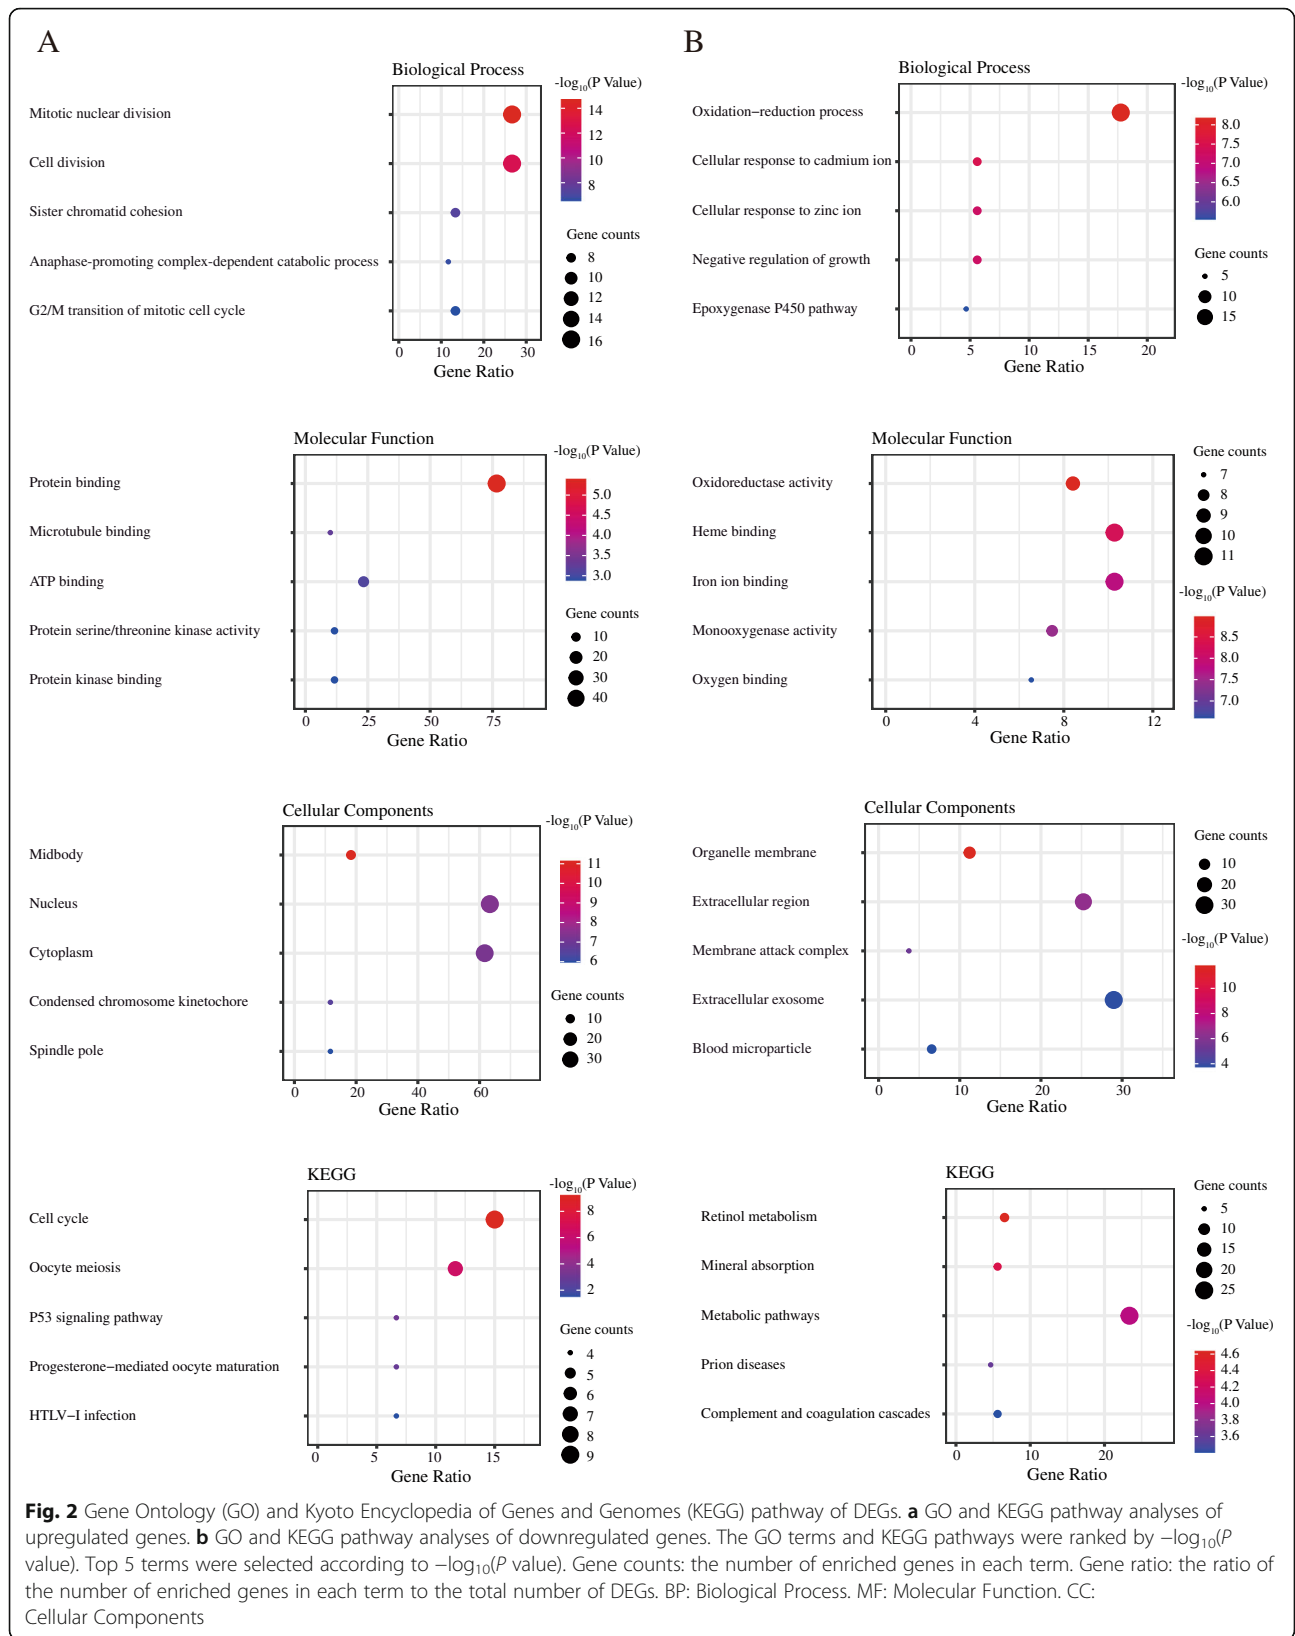 A
Biological Process
Mitotic nuclear division
Cell division
Sister chromatid cohesion
Anaphase-promoting complex-dependent catabolic process
G2/M transition of mitotic cell cycle
0 10 20 30
Gene Ratio
-log10(P Value)
14
12
10
8
Gene counts
8
10
12
14
16
Molecular Function
Protein binding
Microtubule binding
ATP binding
Protein serine/threonine kinase activity
Protein kinase binding
0 25 50 75
Gene Ratio
-log10(P Value)
5.0
4.5
4.0
3.5
3.0
Gene counts
10
20
30
40
Cellular Components
Midbody
Nucleus
Cytoplasm
Condensed chromosome kinetochore
Spindle pole
0 20 40 60
Gene Ratio
-log10(P Value)
11
10
9
8
7
6
Gene counts
10
20
30
KEGG
Cell cycle
Oocyte meiosis
P53 signaling pathway
Progesterone−mediated oocyte maturation
HTLV−I infection
0 5 10 15
Gene Ratio
-log10(P Value)
8
6
4
2
Gene counts
4
5
6
7
8
9
B
Biological Process
Oxidation−reduction process
Cellular response to cadmium ion
Cellular response to zinc ion
Negative regulation of growth
Epoxygenase P450 pathway
0 5 10 15 20
Gene Ratio
-log10(P Value)
8.0
7.5
7.0
6.5
6.0
Gene counts
5
10
15
Molecular Function
Oxidoreductase activity
Heme binding
Iron ion binding
Monooxygenase activity
Oxygen binding
0 4 8 12
Gene Ratio
Gene counts
7
8
9
10
11
-log10(P Value)
8.5
8.0
7.5
7.0
Cellular Components
Organelle membrane
Extracellular region
Membrane attack complex
Extracellular exosome
Blood microparticle
0 10 20 30
Gene Ratio
Gene counts
10
20
30
-log10(P Value)
10
8
6
4
KEGG
Retinol metabolism
Mineral absorption
Metabolic pathways
Prion diseases
Complement and coagulation cascades
0 10 20
Gene Ratio
Gene counts
5
10
15
20
25
-log10(P Value)
4.6
4.4
4.2
4.0
3.8
3.6
Fig. 2 Gene Ontology (GO) and Kyoto Encyclopedia of Genes and Genomes (KEGG) pathway of DEGs. a GO and KEGG pathway analyses of
upregulated genes. b GO and KEGG pathway analyses of downregulated genes. The GO terms and KEGG pathways were ranked by −log10(P
value). Top 5 terms were selected according to −log10(P value). Gene counts: the number of enriched genes in each term. Gene ratio: the ratio of
the number of enriched genes in each term to the total number of DEGs. BP: Biological Process. MF: Molecular Function. CC:
Cellular Components